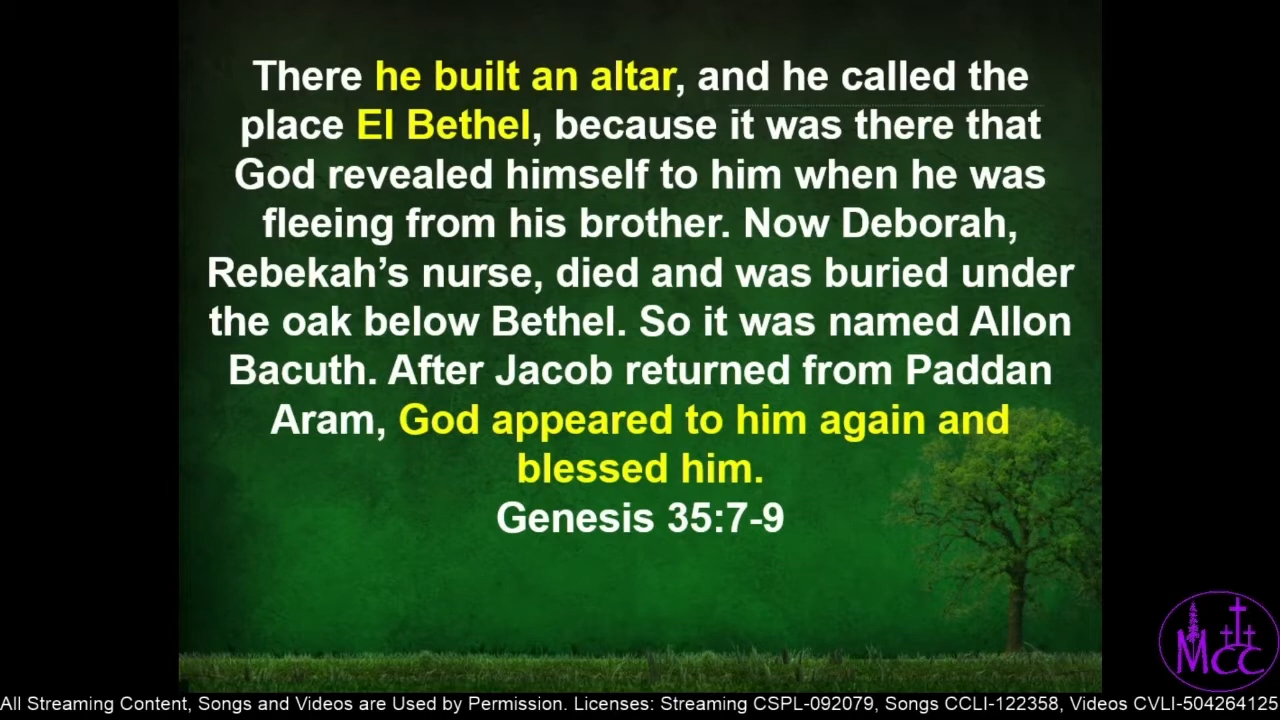 There he built an altar, and he called the
place El Bethel, because it was there that
God revealed himself to him when he was
fleeing from his brother. Now Deborah,
Rebekah’s nurse, died and was buried under
the oak below Bethel. So it was named Allon
Bacuth. After Jacob returned from Paddan
Aram, God appeared to him again and
blessed him.
Genesis 35:7-9
MCC
All Streaming Content, Songs and Videos are Used by Permission. Licenses: Streaming CSPL-092079, Songs CCLI-122358, Videos CVLI-504264125